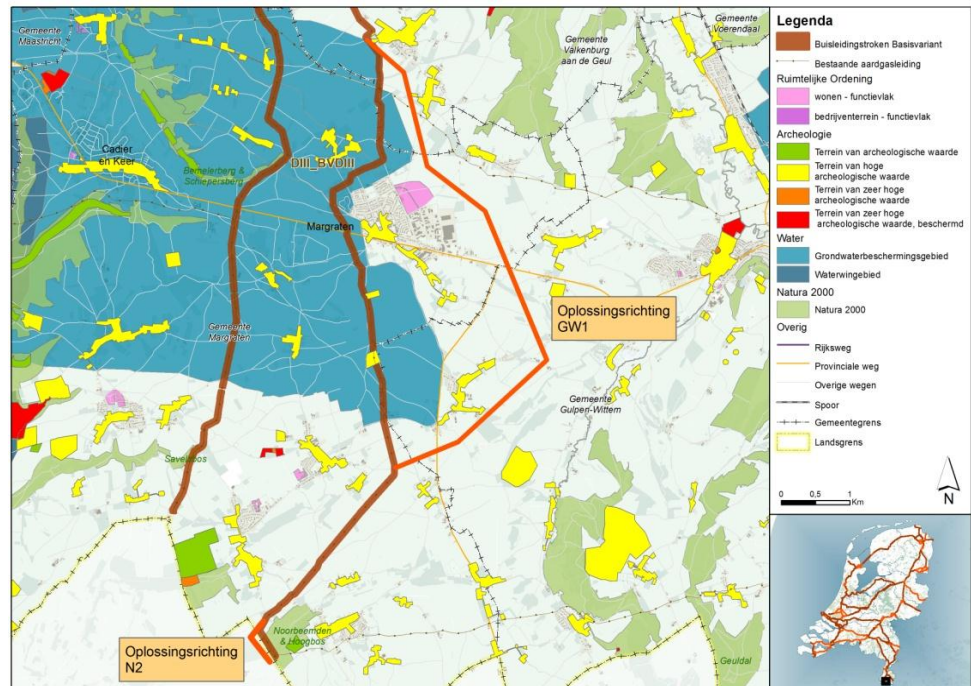 Gemeente
Maastricht
Gemeente
Valkenburg
aan de Geul
Gemeente
Voerendaal
Cadier
en Keer
Bemelerberg &
Schiepersberg
DIII_BVDIII
Margraten
Oplossingsrichting
GW1
Gemeente
Margraten
Gemeente
Gulpen-Wittem
Savelsbos
Noorbeemden
& Hoogbos
Oplossingsrichting
N2
Geuldal
Legenda
Buisleidingstroken Basisvariant
Bestaande aardgasleiding
Ruimtelijke Ordening
wonen - functievlak
bedrijventerrein - functievlak
Archeologie
Terrein van archeologische waarde
Terrein van hoge
archeologische waarde
Terrein van zeer hoge
archeologische waarde
Terrein van zeer hoge
archeologische waarde, beschermd
Water
Grondwaterbeschermingsgebied
Waterwingebied
Natura 2000
Natura 2000
Overig
Rijksweg
Provinciale weg
Overige wegen
Spoor
Gemeentegrens
Landsgrens
0 0,5 1
Km
N